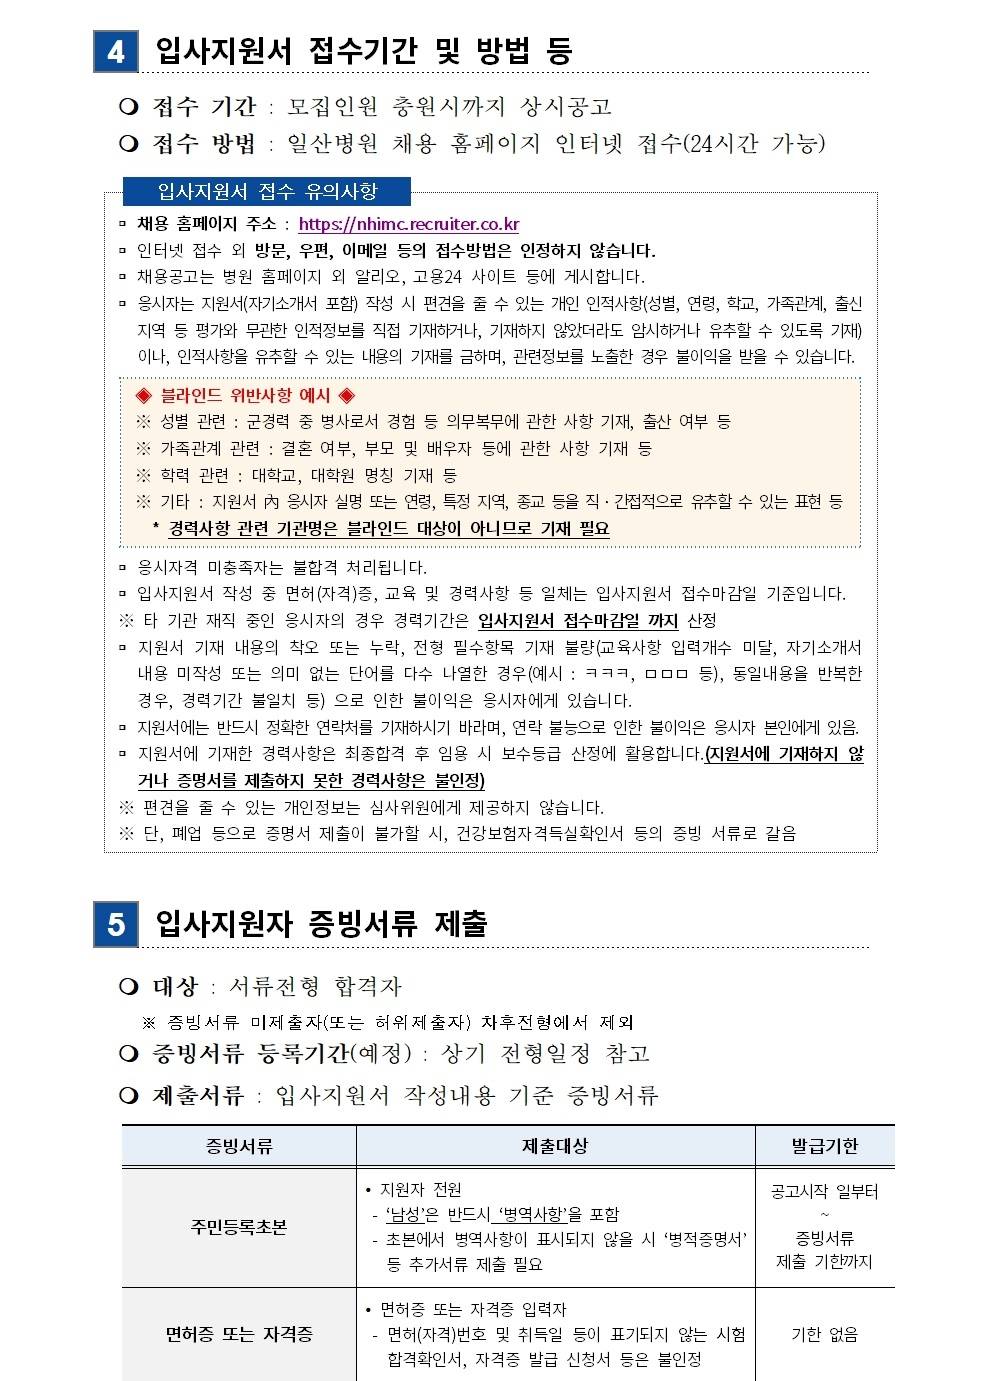 4 입사지원서 접수기간 및 방법 등
❍ 접수 기간 : 모집인원 충원시까지 상시공고
❍ 접수 방법 : 일산병원 채용 홈페이지 인터넷 접수(24시간 가능)
입사지원서 접수 유의사항
▫ 채용 홈페이지 주소 : https://nhimc.recruiter.co.kr
▫ 인터넷 접수 외 방문, 우편, 이메일 등의 접수방법은 인정하지 않습니다.
▫ 채용공고는 병원 홈페이지 외 알리오, 고용24 사이트 등에 게시합니다.
▫ 응시자는 지원서(자기소개서 포함) 작성 시 편견을 줄 수 있는 개인 인적사항(성별, 연령, 학교, 가족관계, 출신
지역 등 평가와 무관한 인적정보를 직접 기재하거나, 기재하지 않았더라도 암시하거나 유추할 수 있도록 기재)
이나, 인적사항을 유추할 수 있는 내용의 기재를 금하며, 관련정보를 노출한 경우 불이익을 받을 수 있습니다.
◈ 블라인드 위반사항 예시 ◈
※ 성별 관련 : 군경력 중 병사로서 경험 등 의무복무에 관한 사항 기재, 출산 여부 등
※ 가족관계 관련 : 결혼 여부, 부모 및 배우자 등에 관한 사항 기재 등
※ 학력 관련 : 대학교, 대학원 명칭 기재 등
※ 기타 : 지원서 內 응시자 실명 또는 연령, 특정 지역, 종교 등을 직·간접적으로 유추할 수 있는 표현 등
* 경력사항 관련 기관명은 블라인드 대상이 아니므로 기재 필요
▫ 응시자격 미충족자는 불합격 처리됩니다.
▫ 입사지원서 작성 중 면허(자격)증, 교육 및 경력사항 등 일체는 입사지원서 접수마감일 기준입니다.
※ 타 기관 재직 중인 응시자의 경우 경력기간은 입사지원서 접수마감일 까지 산정
▫ 지원서 기재 내용의 착오 또는 누락, 전형 필수항목 기재 불량(교육사항 입력개수 미달, 자기소개서
내용 미작성 또는 의미 없는 단어를 다수 나열한 경우(예시 : ㅋㅋㅋ, ㅁㅁㅁ 등), 동일내용을 반복한
경우, 경력기간 불일치 등) 으로 인한 불이익은 응시자에게 있습니다.
▫ 지원서에는 반드시 정확한 연락처를 기재하시기 바라며, 연락 불능으로 인한 불이익은 응시자 본인에게 있음.
▫ 지원서에 기재한 경력사항은 최종합격 후 임용 시 보수등급 산정에 활용합니다.(지원서에 기재하지 않
거나 증명서를 제출하지 못한 경력사항은 불인정)
※ 편견을 줄 수 있는 개인정보는 심사위원에게 제공하지 않습니다.
※ 단, 폐업 등으로 증명서 제출이 불가할 시, 건강보험자격득실확인서 등의 증빙 서류로 갈음
5 입사지원자 증빙서류 제출
❍ 대상 : 서류전형 합격자
※ 증빙서류 미제출자(또는 허위제출자) 차후전형에서 제외
❍ 증빙서류 등록기간(예정) : 상기 전형일정 참고
❍ 제출서류 : 입사지원서 작성내용 기준 증빙서류
증빙서류 제출대상 발급기한
주민등록초본
• 지원자 전원
- ‘남성’은 반드시 ‘병역사항’을 포함
- 초본에서 병역사항이 표시되지 않을 시 ‘병적증명서’
등 추가서류 제출 필요
공고시작 일부터
~
증빙서류
제출 기한까지
면허증 또는 자격증
• 면허증 또는 자격증 입력자
- 면허(자격)번호 및 취득일 등이 표기되지 않는 시험
합격확인서, 자격증 발급 신청서 등은 불인정
기한 없음